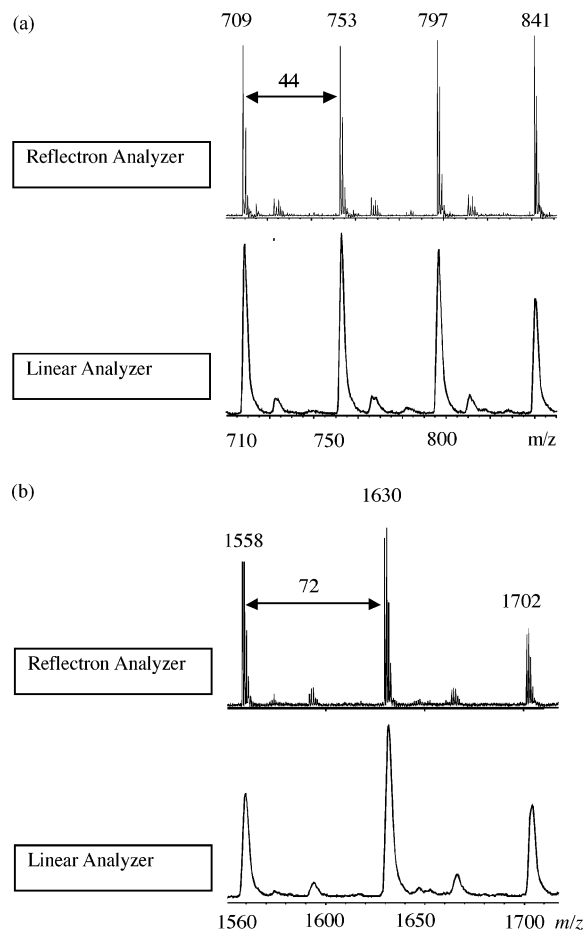 (a)
709 753 797 841
44
Reflectron Analyzer
Linear Analyzer
710 750 800 m/z
(b)
1630
1558
72
1702
Reflectron Analyzer
Linear Analyzer
1560 1600 1650 1700 m/z